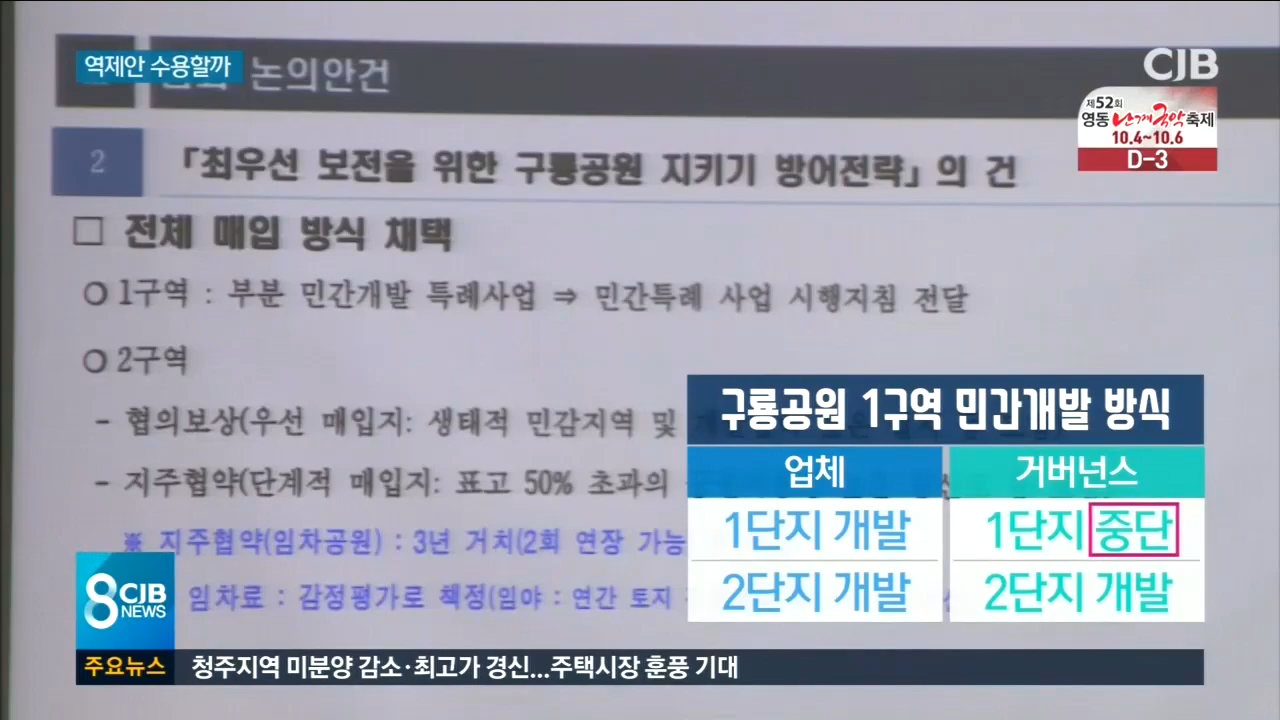 역제안 수용할까
논의안건
CJB
제52회
영동 난계국악축제
10.4~10.6
D-3
2
「최우선 보전을 위한 구룡공원 지키기 방어전략」의 건
□ 전체 매입 방식 채택
○ 1구역 : 부분 민간개발 특례사업 ⇒ 민간특례 사업 시행지침 전달
○ 2구역
- 협의보상(우선 매입지: 생태적 민감지역 및
- 지주협약(단계적 매입지: 표고 50% 초과의
※ 지주협약(임차공원) : 3년 거치(2회 연장 가능
임차료 : 감정평가로 책정(임야 : 연간 토지
구룡공원 1구역 민간개발 방식
업체 거버넌스
1단지 개발 1단지 중단
2단지 개발 2단지 개발
8 CJB NEWS
주요뉴스 청주지역 미분양 감소·최고가 경신...주택시장 훈풍 기대